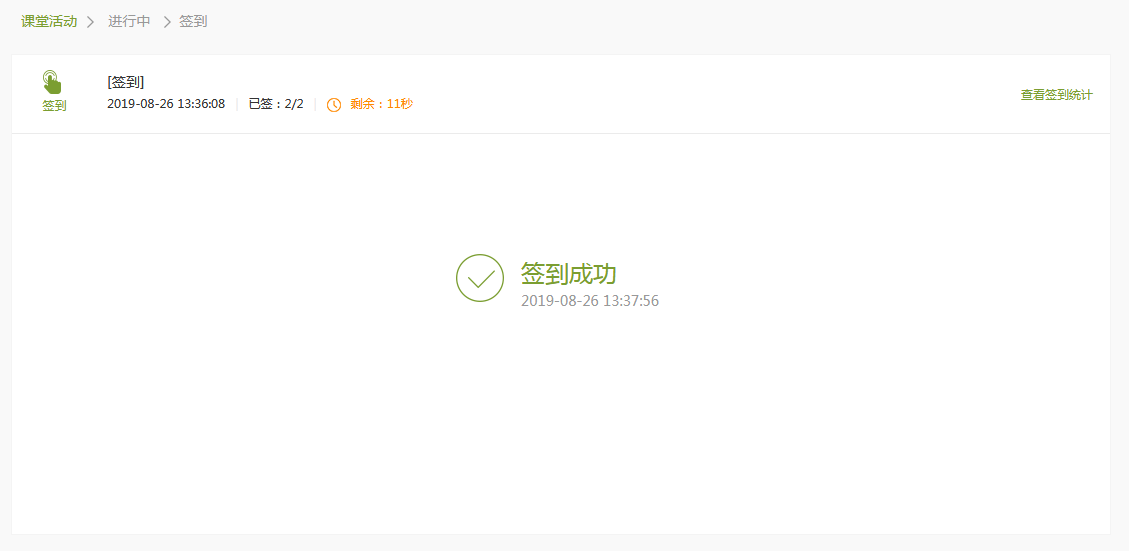 课堂活动 进行中 签到
[签到]
签到
2019-08-26 13:36:08 已签：2/2 剩余：11秒
查看签到统计
签到成功
2019-08-26 13:37:56